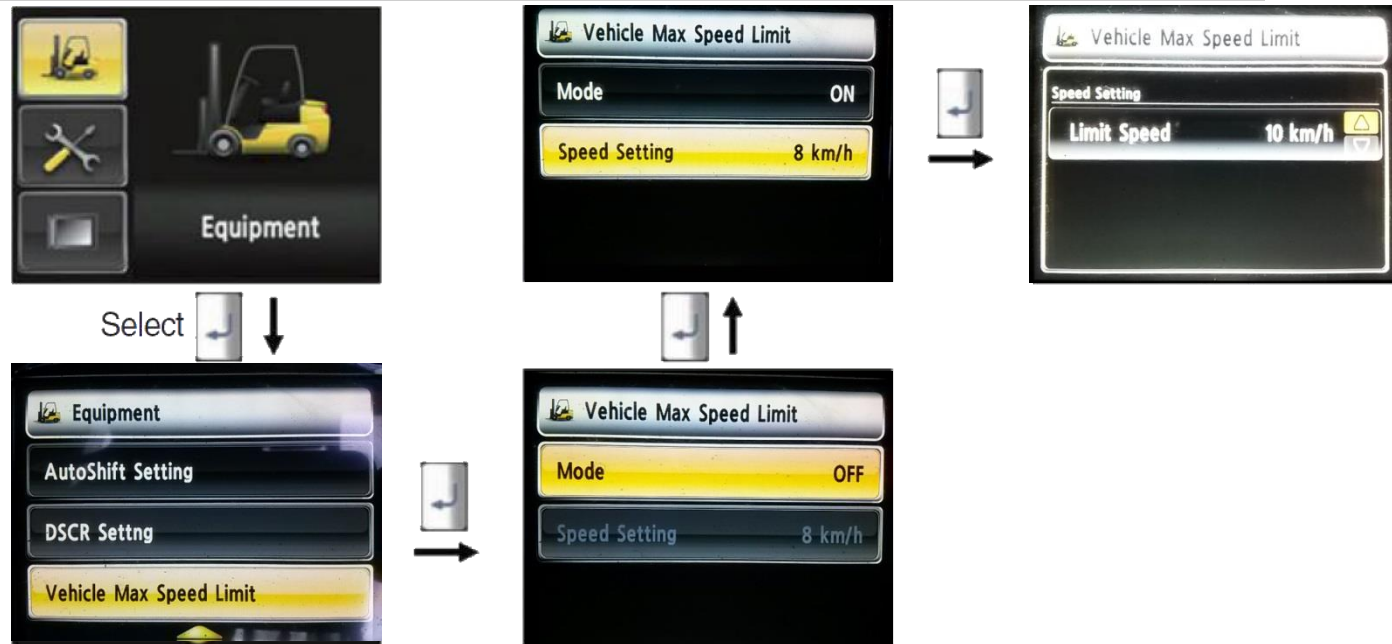 Equipment
Select
Equipment
AutoShift Setting
DSCR Settng
Vehicle Max Speed Limit
Vehicle Max Speed Limit
Mode OFF
Speed Setting 8 km/h
Vehicle Max Speed Limit
Mode ON
Speed Setting 8 km/h
Vehicle Max Speed Limit
Speed Setting
Limit Speed 10 km/h